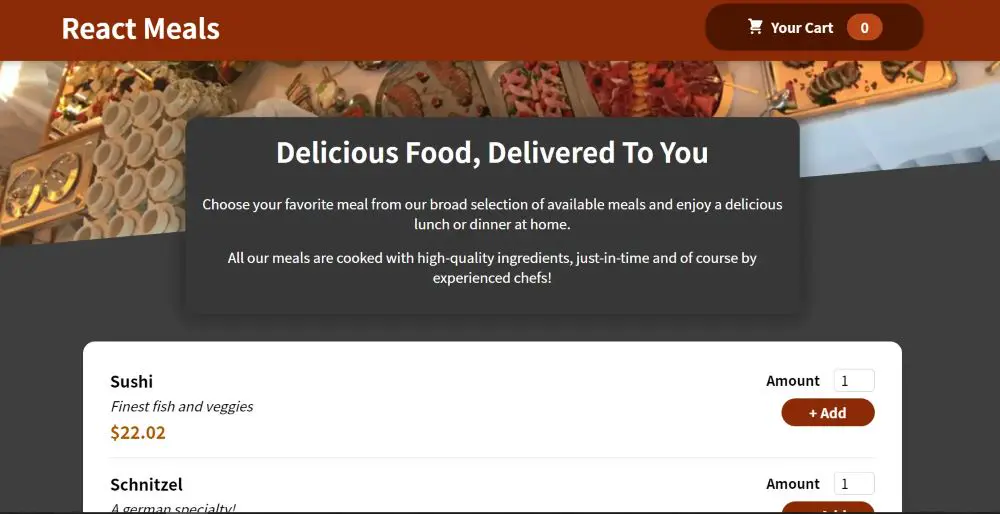 React Meals
Your Cart 0
Delicious Food, Delivered To You
Choose your favorite meal from our broad selection of available meals and enjoy a delicious
lunch or dinner at home.
All our meals are cooked with high-quality ingredients, just-in-time and of course by
experienced chefs!
Sushi
Amount 1
Finest fish and veggies
+ Add
$22.02
Schnitzel
Amount 1
A german specialty!